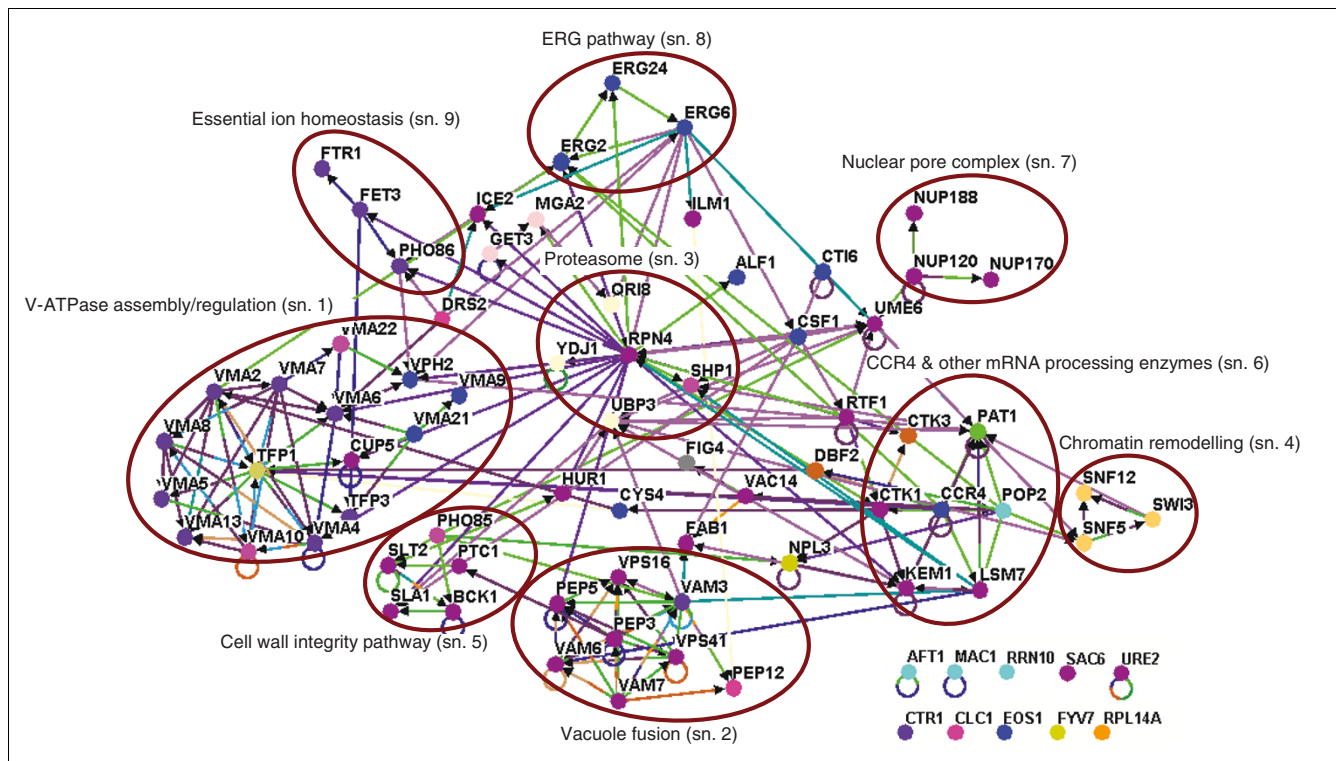 ERG pathway (sn. 8)
ERG24
ERG6
ERG2
Essential ion homeostasis (sn. 9)
FTR1
FET3
PHO86
Nuclear pore complex (sn. 7)
NUP188
NUP120
NUP170
ICE2
MGA2
GET3
ILM1
ALF1
CTI6
DRS2
UME6
CSF1
Proteasome (sn. 3)
QRI8
RPN4
YDJ1
SHP1
UBP3
V-ATPase assembly/regulation (sn. 1)
VMA22
VMA2
VMA7
VPH2
VMA9
VMA6
VMA21
VMA8
TFP1
CUP5
VMA5
TFP3
VMA13
VMA10
VMA4
CCR4 & other mRNA processing enzymes (sn. 6)
RTF1
CTK3
PAT1
DBF2
CTK1
CCR4
POP2
KEM1
LSM7
Chromatin remodelling (sn. 4)
SNF12
SWI3
SNF5
FIG4
HUR1
CYS4
VAC14
FAB1
NPL3
PHO85
SLT2
PTC1
SLA1
BCK1
Cell wall integrity pathway (sn. 5)
VPS16
PEP5
VAM3
PEP3
VPS41
VAM6
VAM7
PEP12
Vacuole fusion (sn. 2)
AFT1 MAC1 RRN10 SAC6 URE2
CTR1 CLC1 EOS1 FYV7 RPL14A